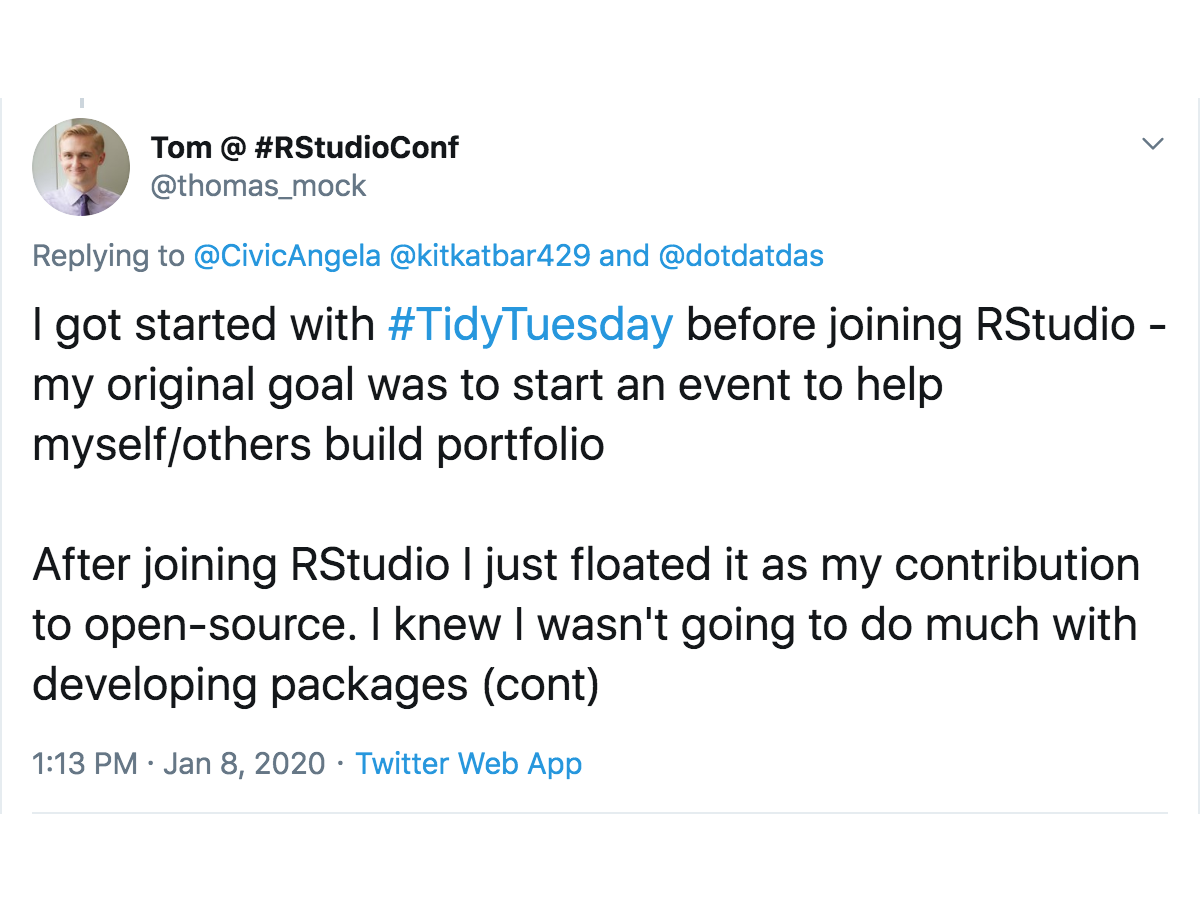 Tom @ #RStudioConf
@thomas_mock
Replying to @CivicAngela @kitkatbar429 and @dotdatdas
I got started with #TidyTuesday before joining RStudio -
my original goal was to start an event to help
myself/others build portfolio
After joining RStudio I just floated it as my contribution
to open-source. I knew I wasn't going to do much with
developing packages (cont)
1:13 PM · Jan 8, 2020 · Twitter Web App